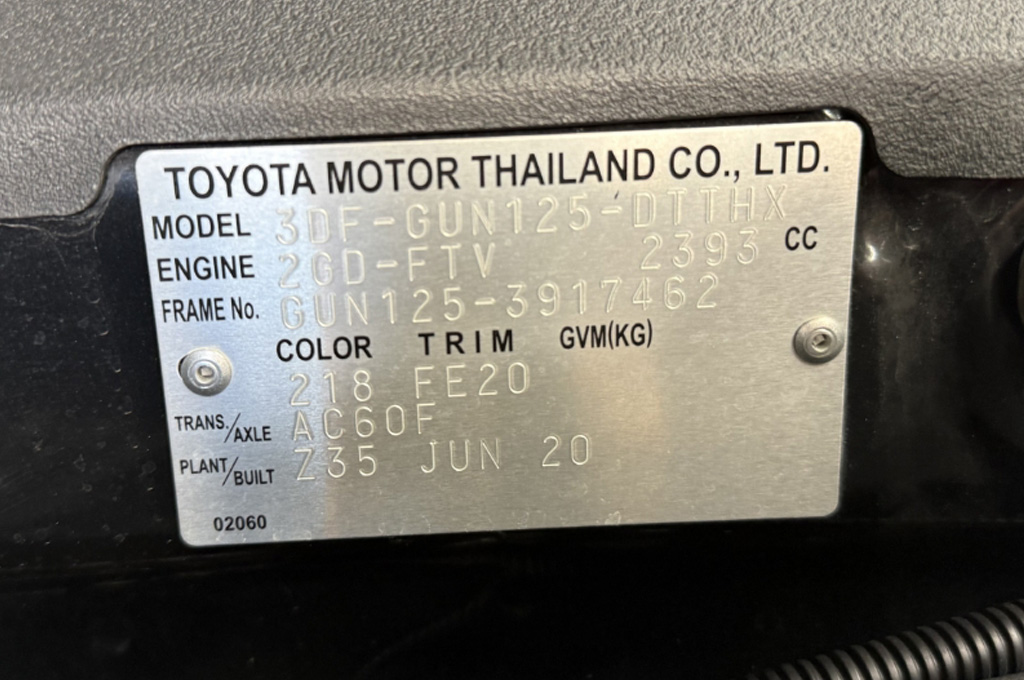 TOYOTA MOTOR THAILAND CO., LTD.
MODEL 3DF-GUN125-DTTHX
ENGINE 2GD-FTV 2393 CC
FRAME No. GUN125-3917462
COLOR TRIM GVM(KG)
218 FE20
TRANS./AXLE AC60F
PLANT/BUILT Z35 JUN 20
02060